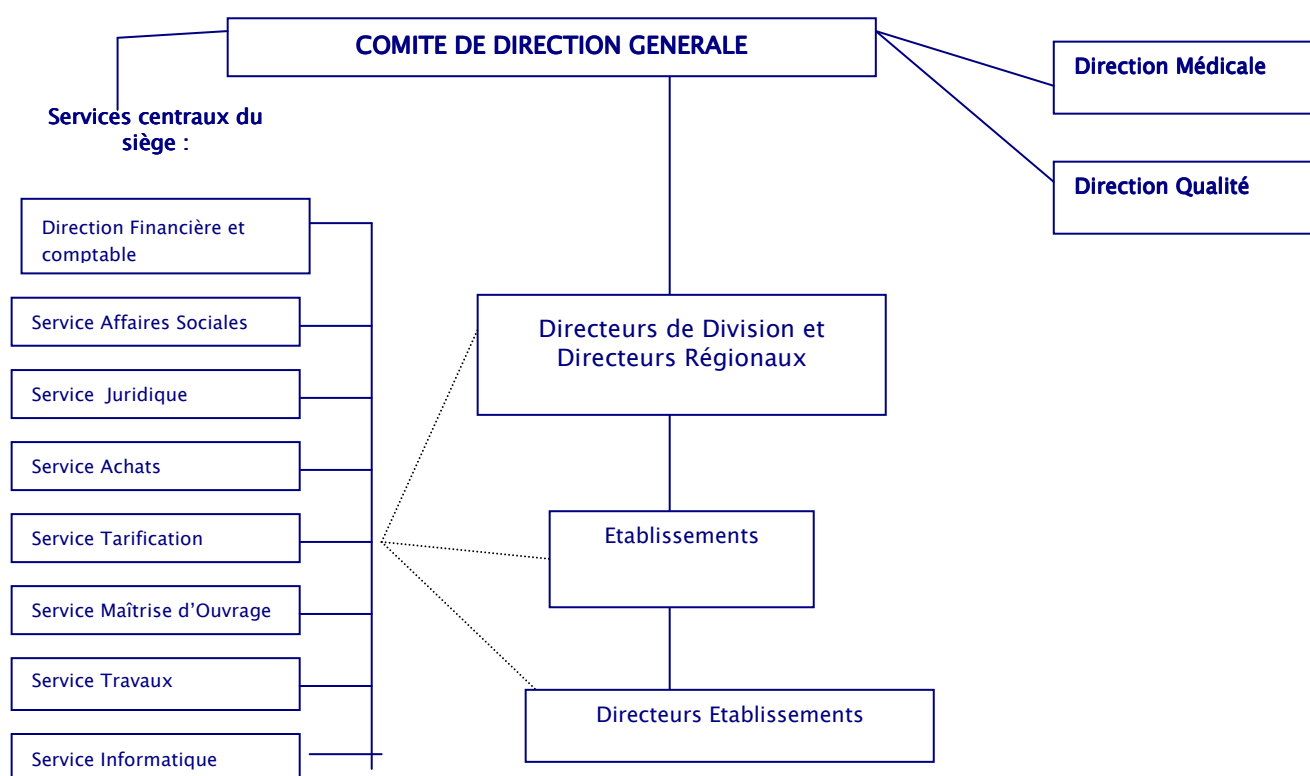 COMITE DE DIRECTION GENERALE
Direction Médicale
Services centraux du
siège :
Direction Qualité
Direction Financière et
comptable
Service Affaires Sociales
Directeurs de Division et
Directeurs Régionaux
Service Juridique
Service Achats
Service Tarification
Etablissements
Service Maîtrise d’Ouvrage
Service Travaux
Directeurs Etablissements
Service Informatique